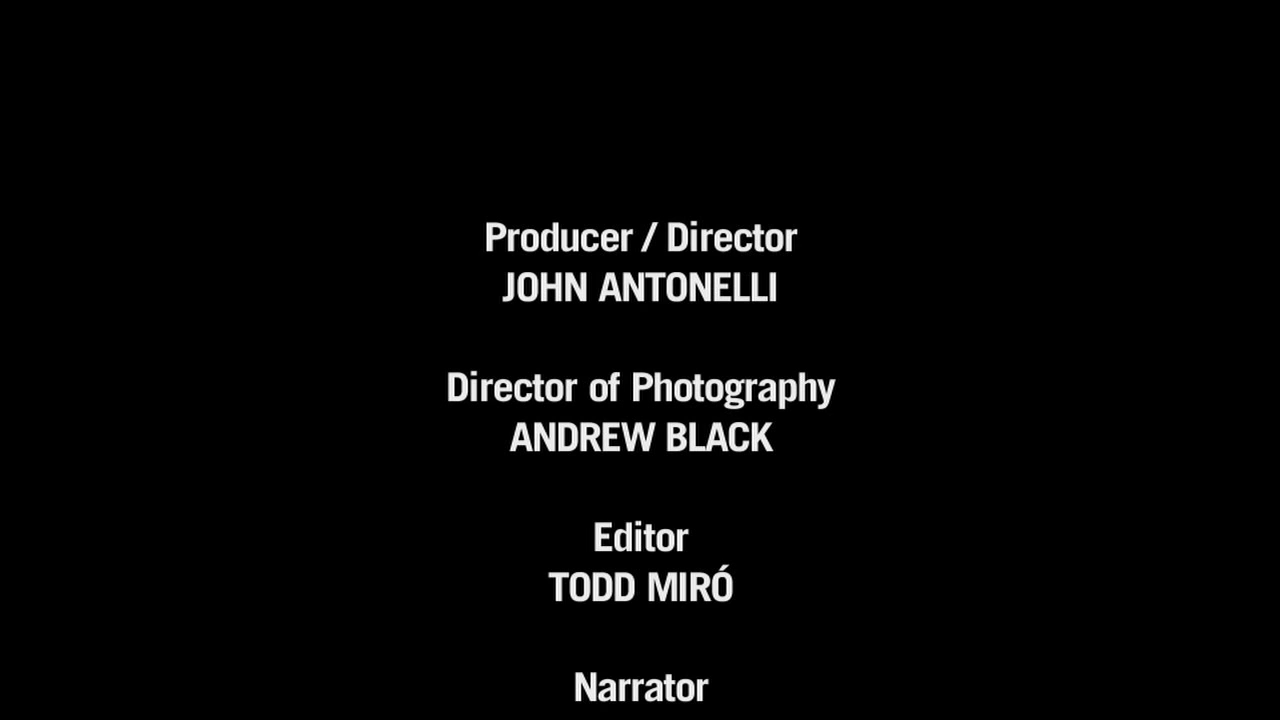 Producer / Director
JOHN ANTONELLI
Director of Photography
ANDREW BLACK
Editor
TODD MIRÓ
Narrator